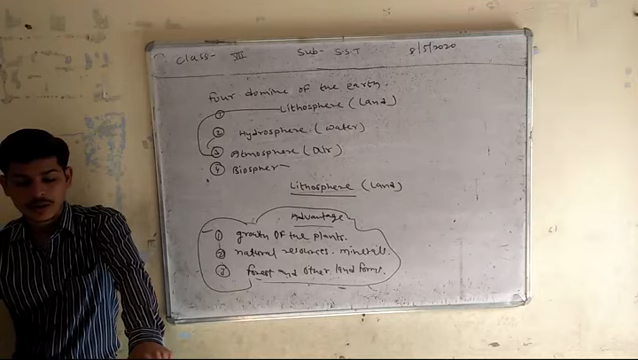 Class- VII Sub- S.S.T 8/5/2020
four domine of the earth.
① Lithosphere (Land)
② Hydrosphere (Water)
③ Atmosphere (Air)
④ Biospher
Lithosphere (Land)
Advantage
① growth of the plants.
② natural resources. minerals.
③ forest and other land forms.